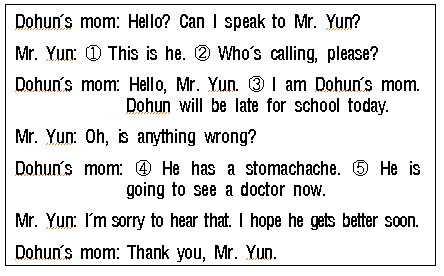 Dohun´s mom: Hello? Can I speak to Mr. Yun?
Mr. Yun: ① This is he. ② Who´s calling, please?
Dohun´s mom: Hello, Mr. Yun. ③ I am Dohun´s mom.
Dohun will be late for school today.
Mr. Yun: Oh, is anything wrong?
Dohun´s mom: ④ He has a stomachache. ⑤ He is
going to see a doctor now.
Mr. Yun: I´m sorry to hear that. I hope he gets better soon.
Dohun´s mom: Thank you, Mr. Yun.